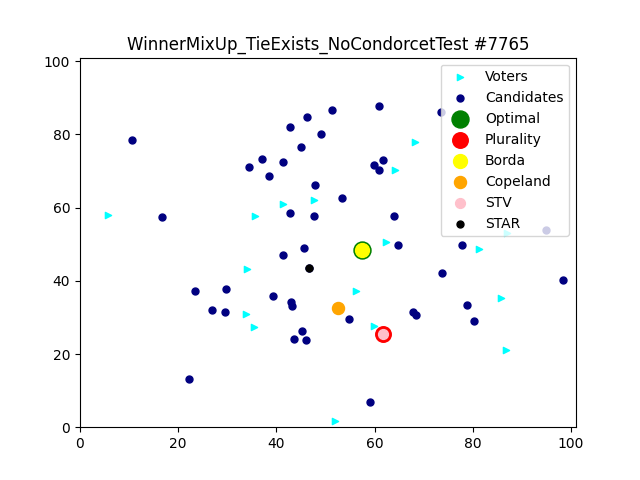 WinnerMixUp_TieExists_NoCondorcetTest #7765
100
80
60
40
20
0
0 20 40 60 80 100
Voters
Candidates
Optimal
Plurality
Borda
Copeland
STV
STAR